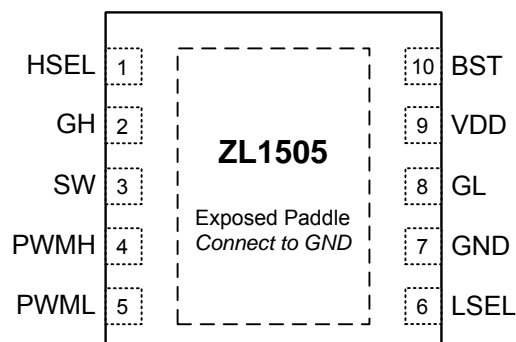 HSEL 1 10 BST
GH 2 9 VDD
ZL1505
SW 3 8 GL
Exposed Paddle
Connect to GND
PWMH 4 7 GND
PWML 5 6 LSEL